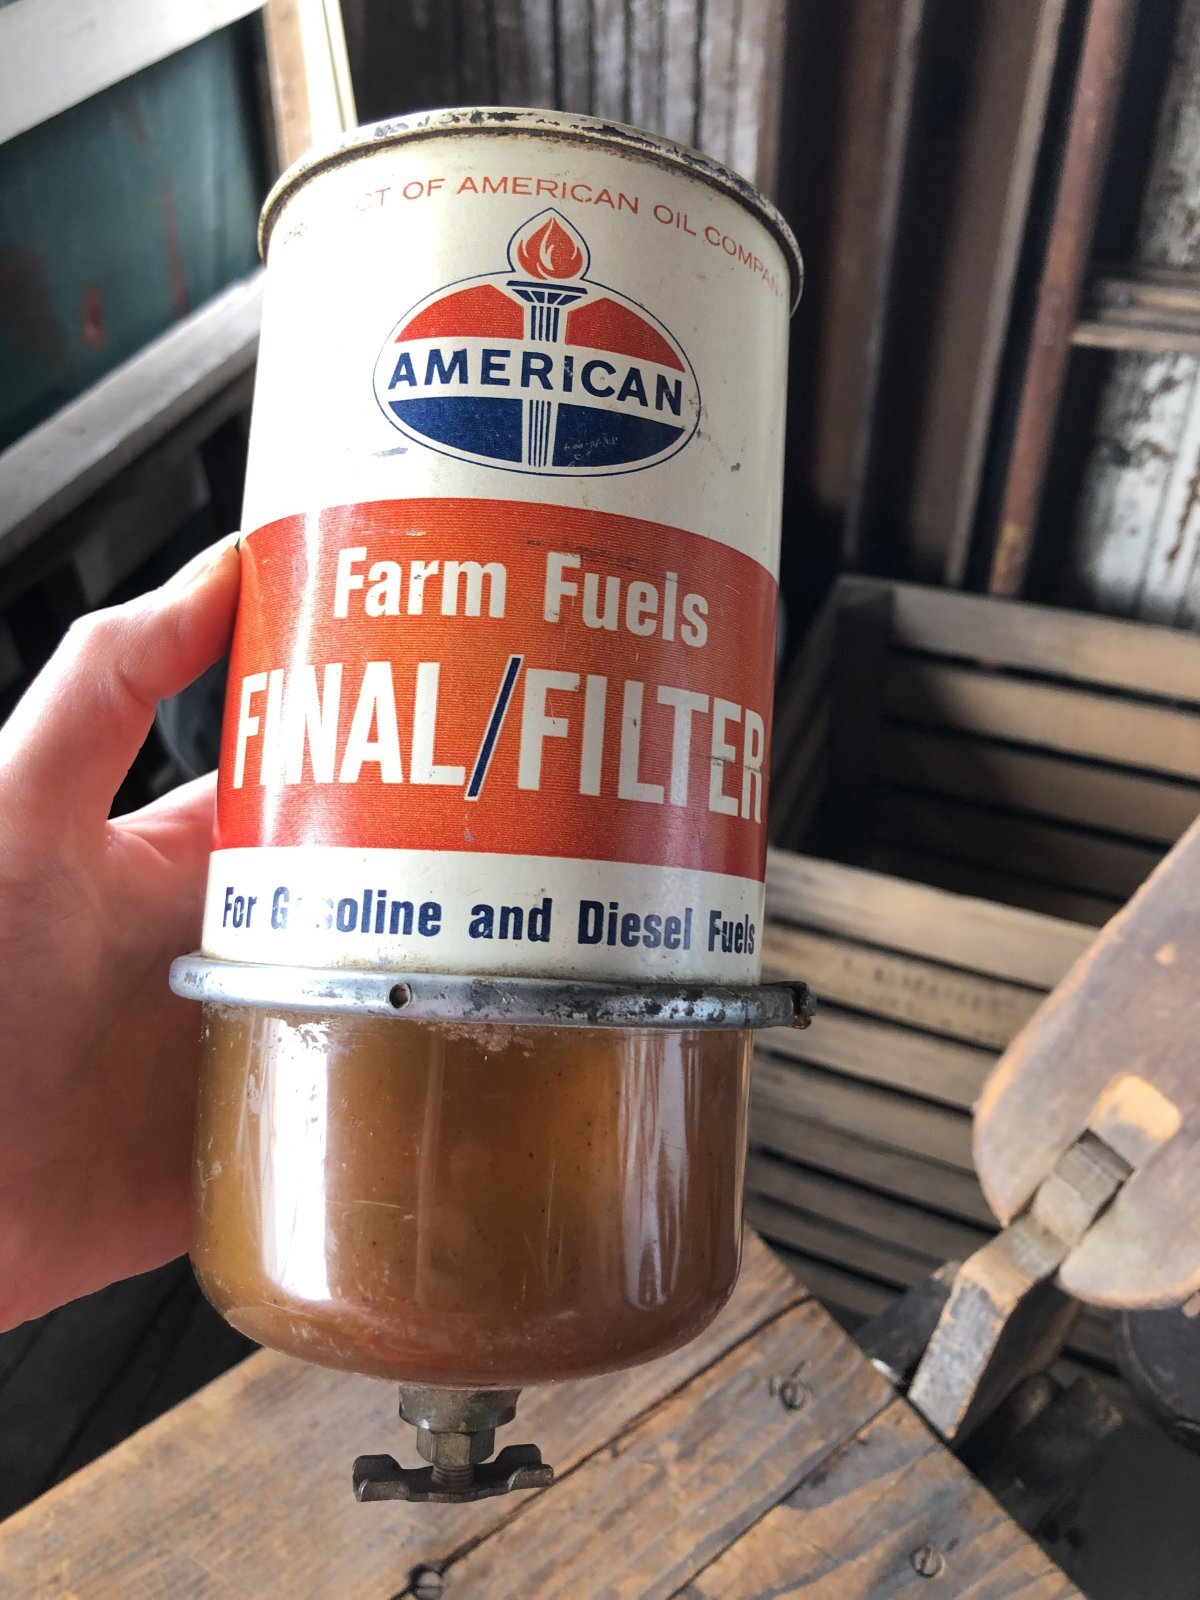 OF AMERICAN OIL COMPANY
AMERICAN
Farm Fuels
FINAL/FILTER
For Gasoline and Diesel Fuels